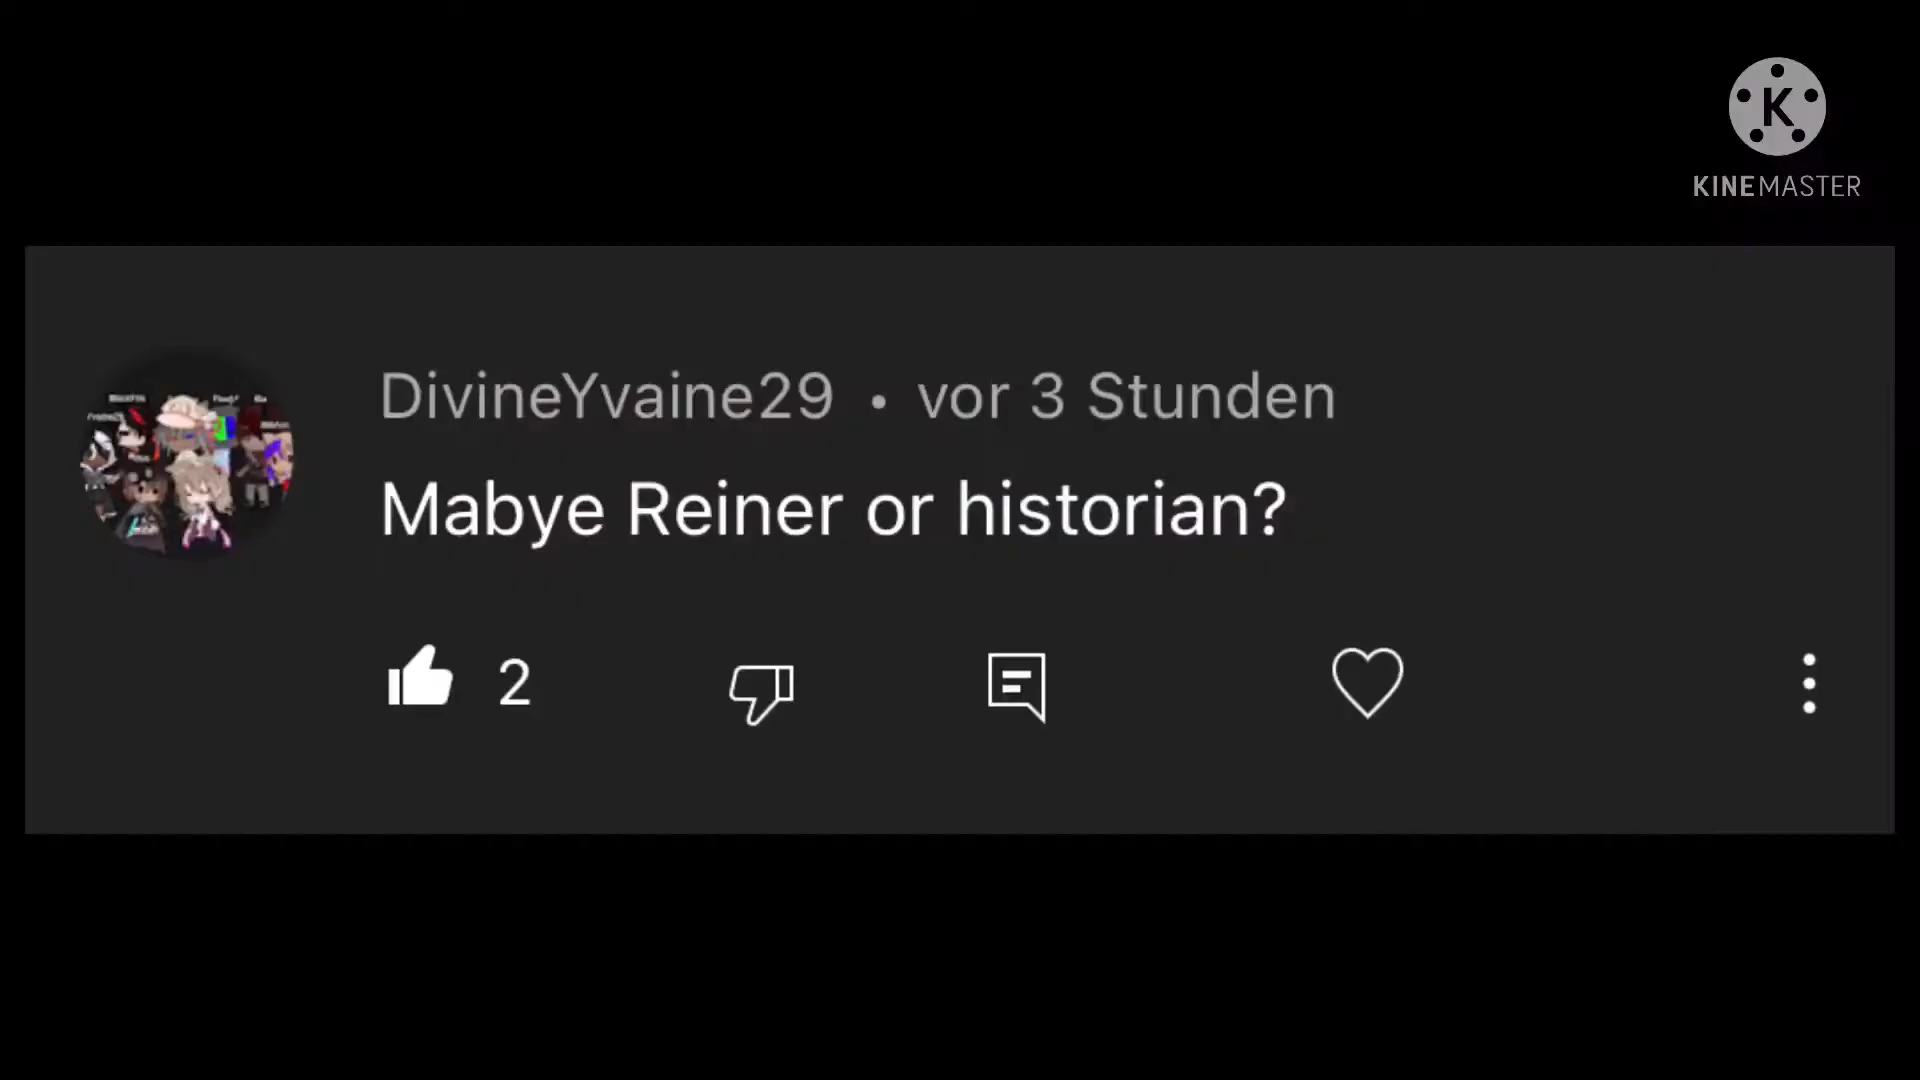 K
KINEMASTER
DivineYvaine29 • vor 3 Stunden
Mabye Reiner or historian?
2